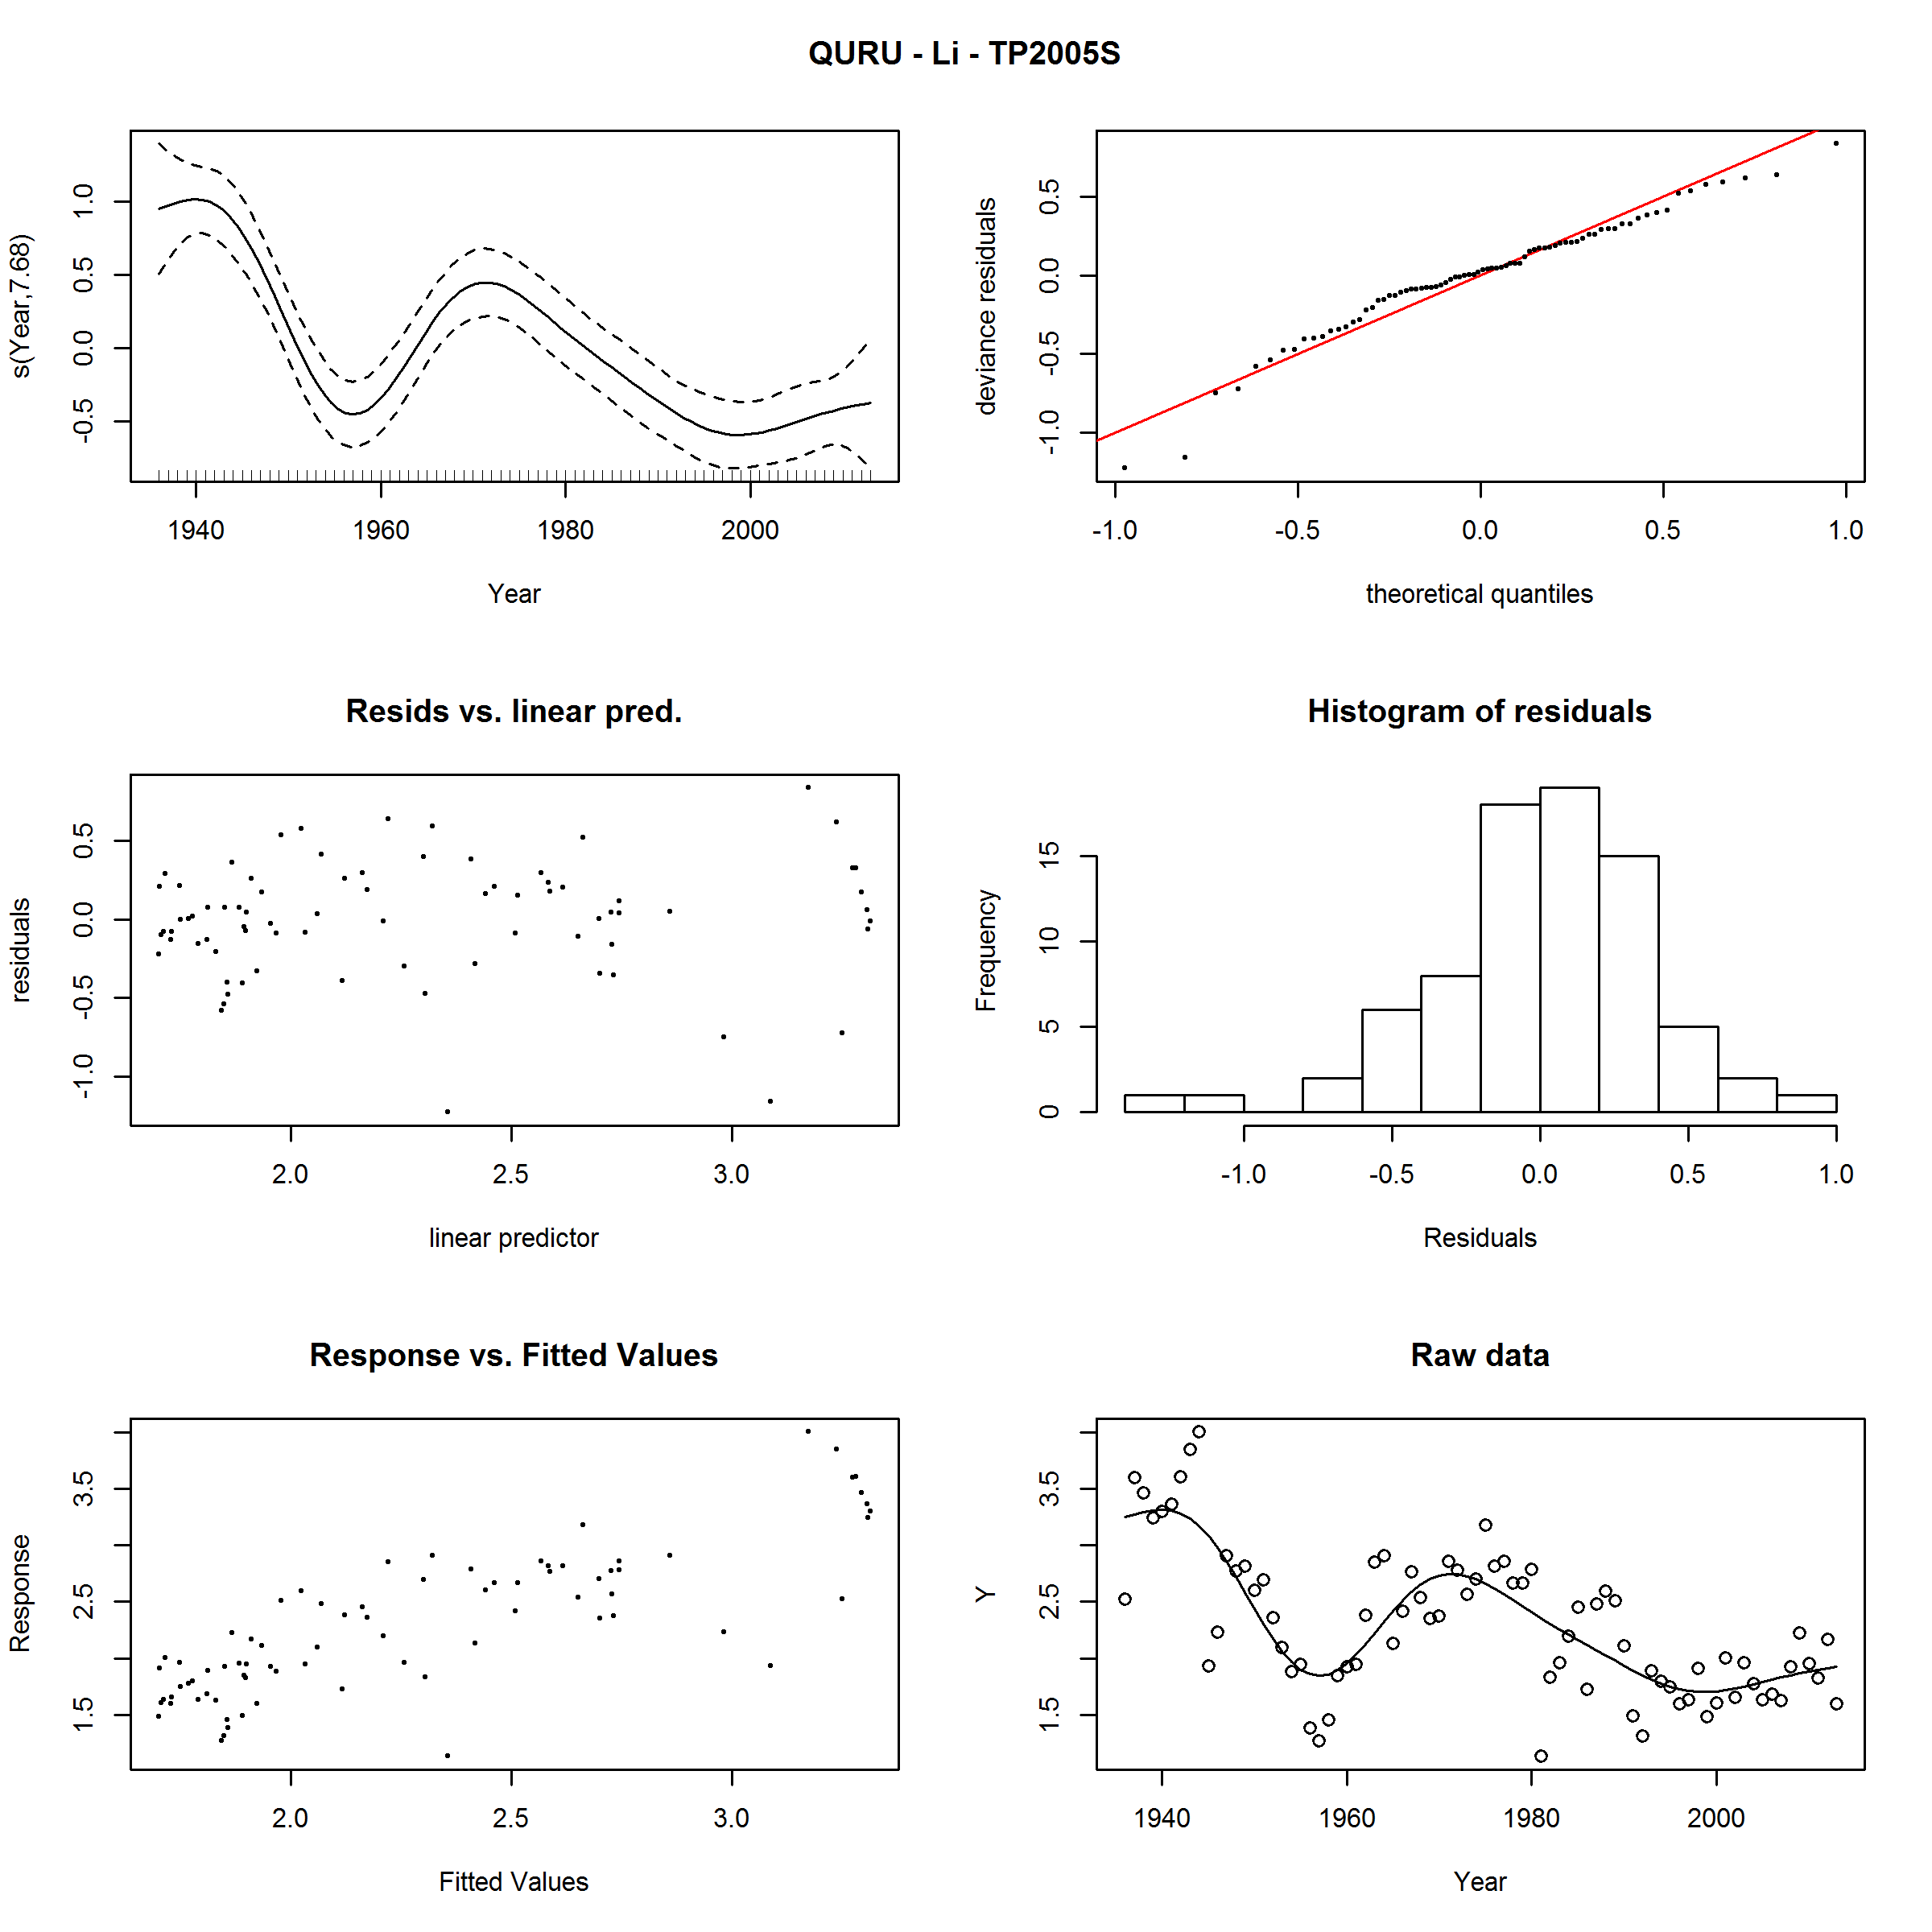 QURU - Li - TP2005S
s(Year,7.68)
1.0
0.5
0.0
-0.5
1940 1960 1980 2000
Year
deviance residuals
0.5
0.0
-0.5
-1.0
-1.0 -0.5 0.0 0.5 1.0
theoretical quantiles
Resids vs. linear pred.
residuals
0.5
0.0
-0.5
-1.0
2.0 2.5 3.0
linear predictor
Histogram of residuals
Frequency
15
10
5
0
-1.0 -0.5 0.0 0.5 1.0
Residuals
Response vs. Fitted Values
Response
3.5
2.5
1.5
2.0 2.5 3.0
Fitted Values
Raw data
Y
3.5
2.5
1.5
1940 1960 1980 2000
Year